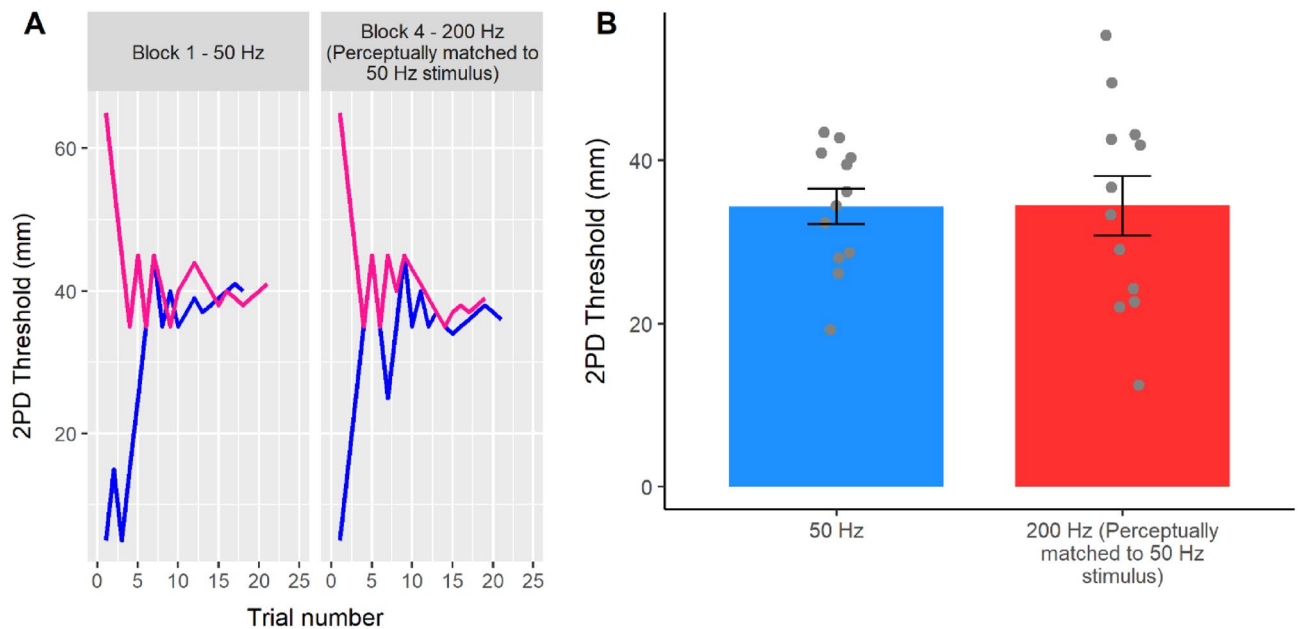 A
Block 1 - 50 Hz
Block 4 - 200 Hz
(Perceptually matched to
50 Hz stimulus)
2PD Threshold (mm)
60
40
20
0 5 10 15 20 25
0 5 10 15 20 25
Trial number
B
2PD Threshold (mm)
40
20
0
50 Hz
200 Hz (Perceptually
matched to 50 Hz
stimulus)